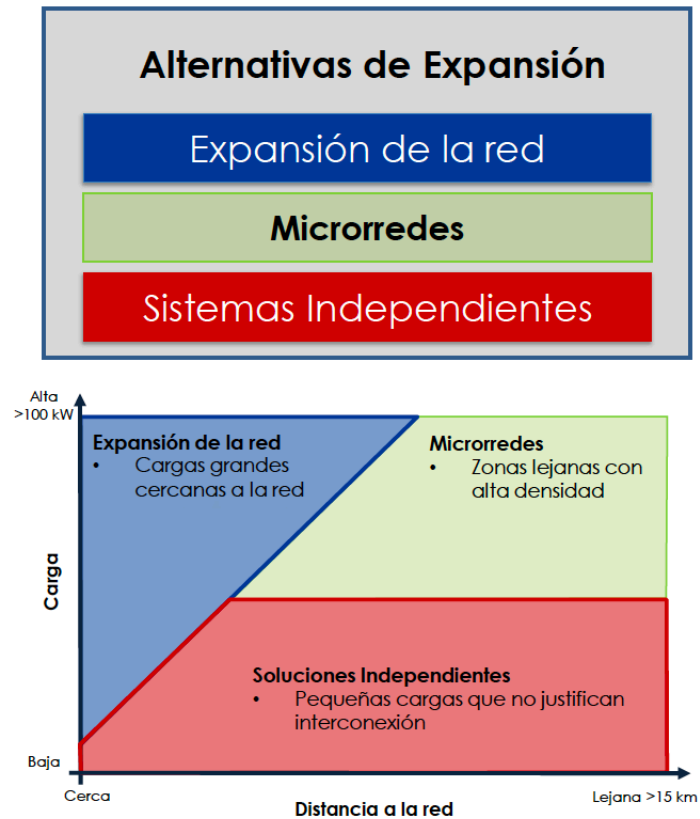 Alternativas de Expansión
Expansión de la red
Microrredes
Sistemas Independientes
Alta
>100 kW
Expansión de la red
• Cargas grandes
cercanas a la red
Microrredes
• Zonas lejanas con
alta densidad
Carga
Soluciones Independientes
• Pequeñas cargas que no justifican
interconexión
Baja
Cerca
Distancia a la red
Lejana >15 km